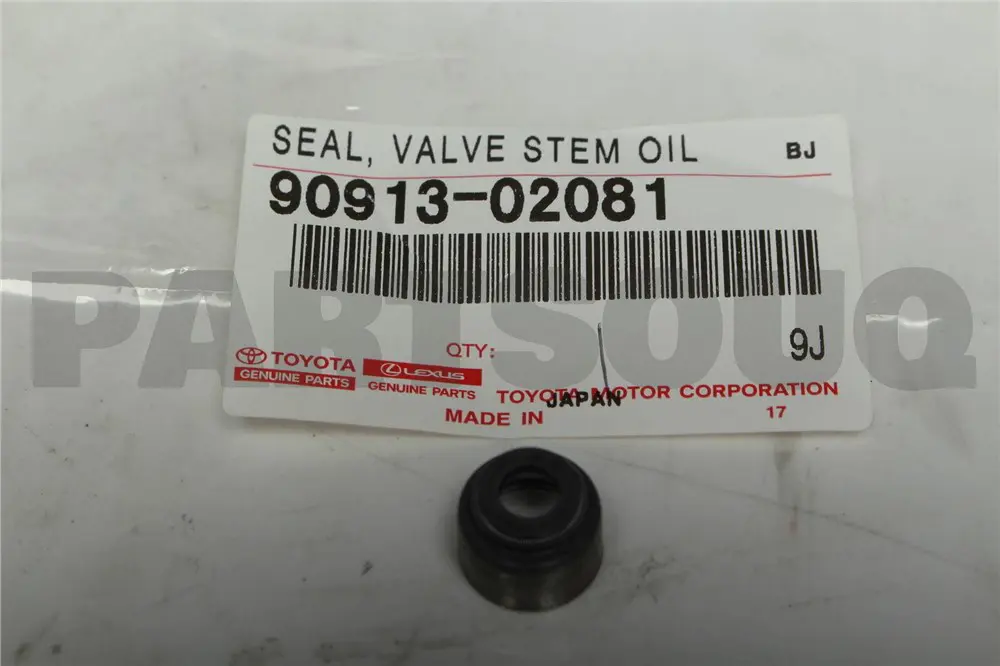 SEAL, VALVE STEM OIL BJ
90913-02081
PARTSOUQ
QTY: 1 9J
TOYOTA LEXUS
GENUINE PARTS GENUINE PARTS TOYOTA MOTOR CORPORATION
MADE IN JAPAN 17